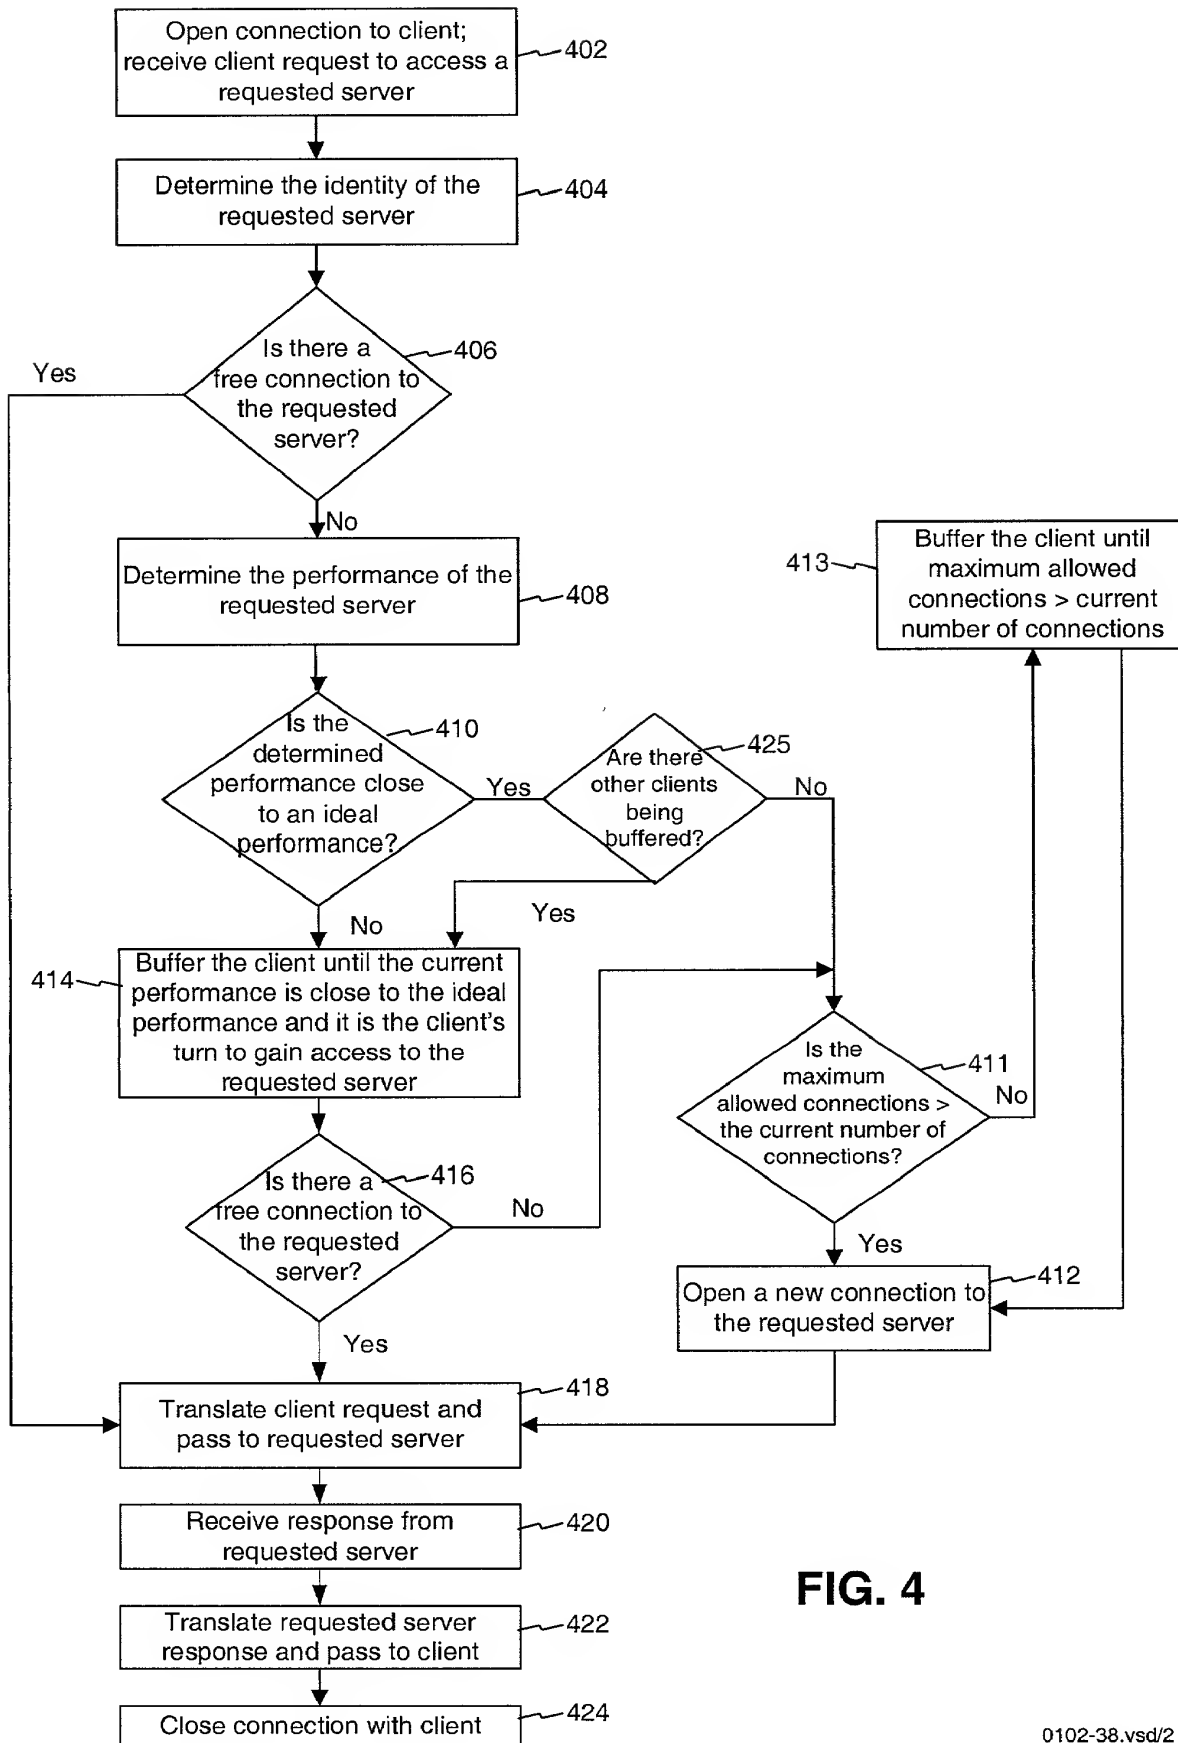 Open connection to client;
receive client request to access a
requested server
402
Determine the identity of the
requested server
404
Is there a
free connection to
the requested
server?
406
Yes
No
Determine the performance of the
requested server
408
Buffer the client until
maximum allowed
connections > current
number of connections
413
Is the
determined
performance close
to an ideal
performance?
410
Yes
Are there
other clients
being
buffered?
425
No
Yes
No
Buffer the client until the current
performance is close to the ideal
performance and it is the client's
turn to gain access to the
requested server
414
Is the
maximum
allowed connections >
the current number of
connections?
411
No
Is there a
free connection to
the requested
server?
416
No
Yes
Open a new connection to
the requested server
412
Yes
Translate client request and
pass to requested server
418
Receive response from
requested server
420
Translate requested server
response and pass to client
422
Close connection with client
424
FIG. 4
0102-38.vsd/2